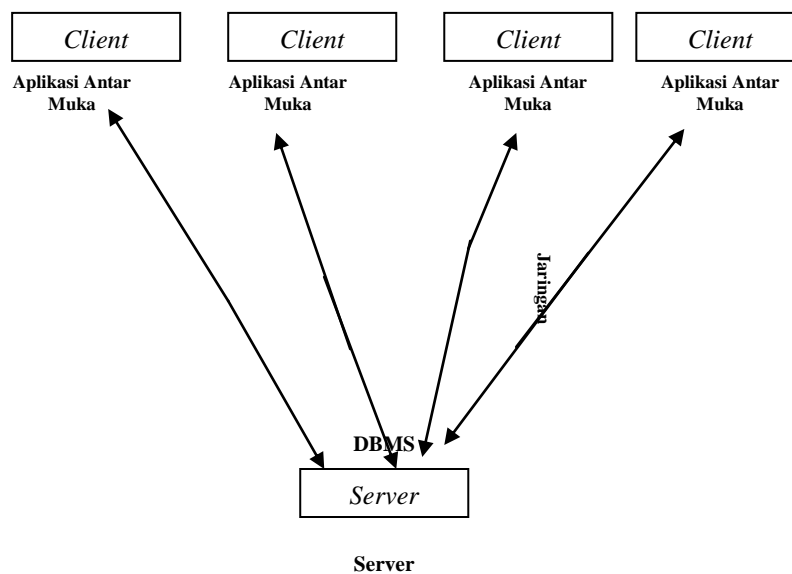 Client Client Client Client
Aplikasi Antar Aplikasi Antar Aplikasi Antar Aplikasi Antar
Muka Muka Muka Muka
Jaringan
DBMS
Server
Server